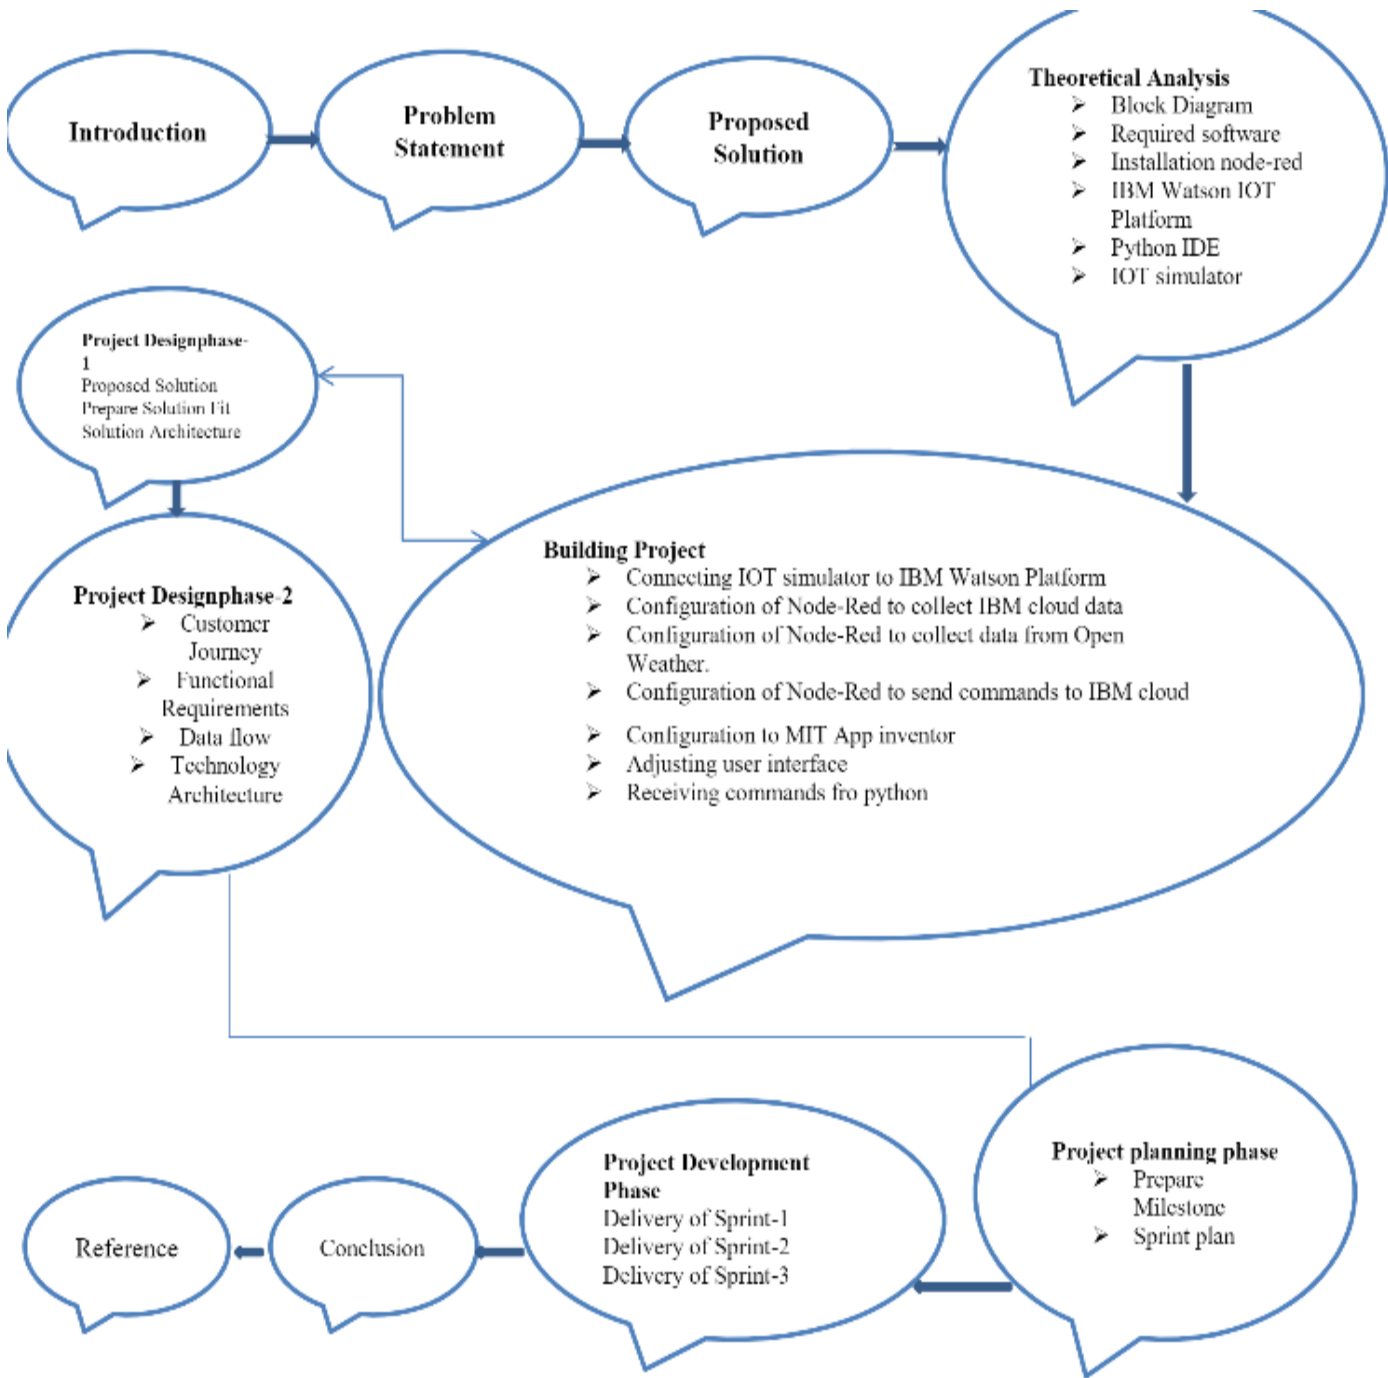 Introduction
Problem
Statement
Proposed
Solution
Theoretical Analysis
➢ Block Diagram
➢ Required software
➢ Installation node-red
➢ IBM Watson IOT
Platform
➢ Python IDE
➢ IOT simulator
Project Designphase-
1
Proposed Solution
Prepare Solution Fit
Solution Architecture
Building Project
➢ Connecting IOT simulator to IBM Watson Platform
➢ Configuration of Node-Red to collect IBM cloud data
➢ Configuration of Node-Red to collect data from Open
Weather.
➢ Configuration of Node-Red to send commands to IBM cloud
➢ Configuration to MIT App inventor
➢ Adjusting user interface
➢ Receiving commands fro python
Project Designphase-2
➢ Customer
Journey
➢ Functional
Requirements
➢ Data flow
➢ Technology
Architecture
Project planning phase
➢ Prepare
Milestone
➢ Sprint plan
Project Development
Phase
Delivery of Sprint-1
Delivery of Sprint-2
Delivery of Sprint-3
Conclusion
Reference